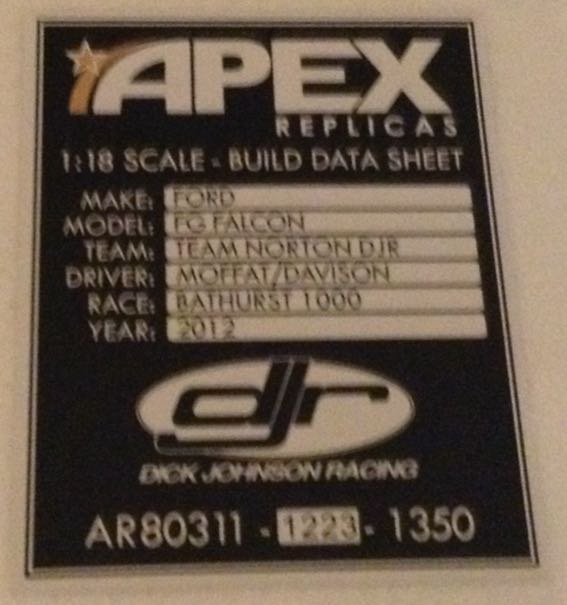 APEX
REPLICAS
1:18 SCALE - BUILD DATA SHEET
MAKE: FORD
MODEL: FG FALCON
TEAM: TEAM NORTON DJR
DRIVER: MOFFAT/DAVISON
RACE: BATHURST 1000
YEAR: 2012
djr
DICK JOHNSON RACING
AR80311 - 1223 - 1350